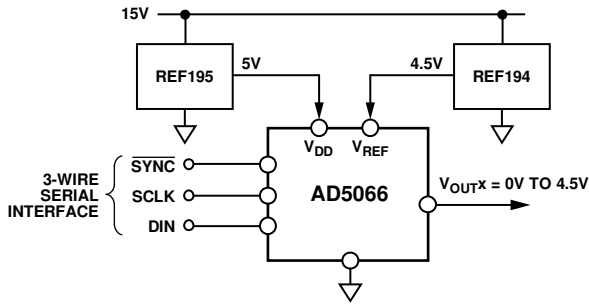 15V
REF195
5V
4.5V
REF194
VDD
VREF
3-WIRE
SERIAL
INTERFACE
SYNC
SCLK
DIN
AD5066
VOUTx = 0V TO 4.5V